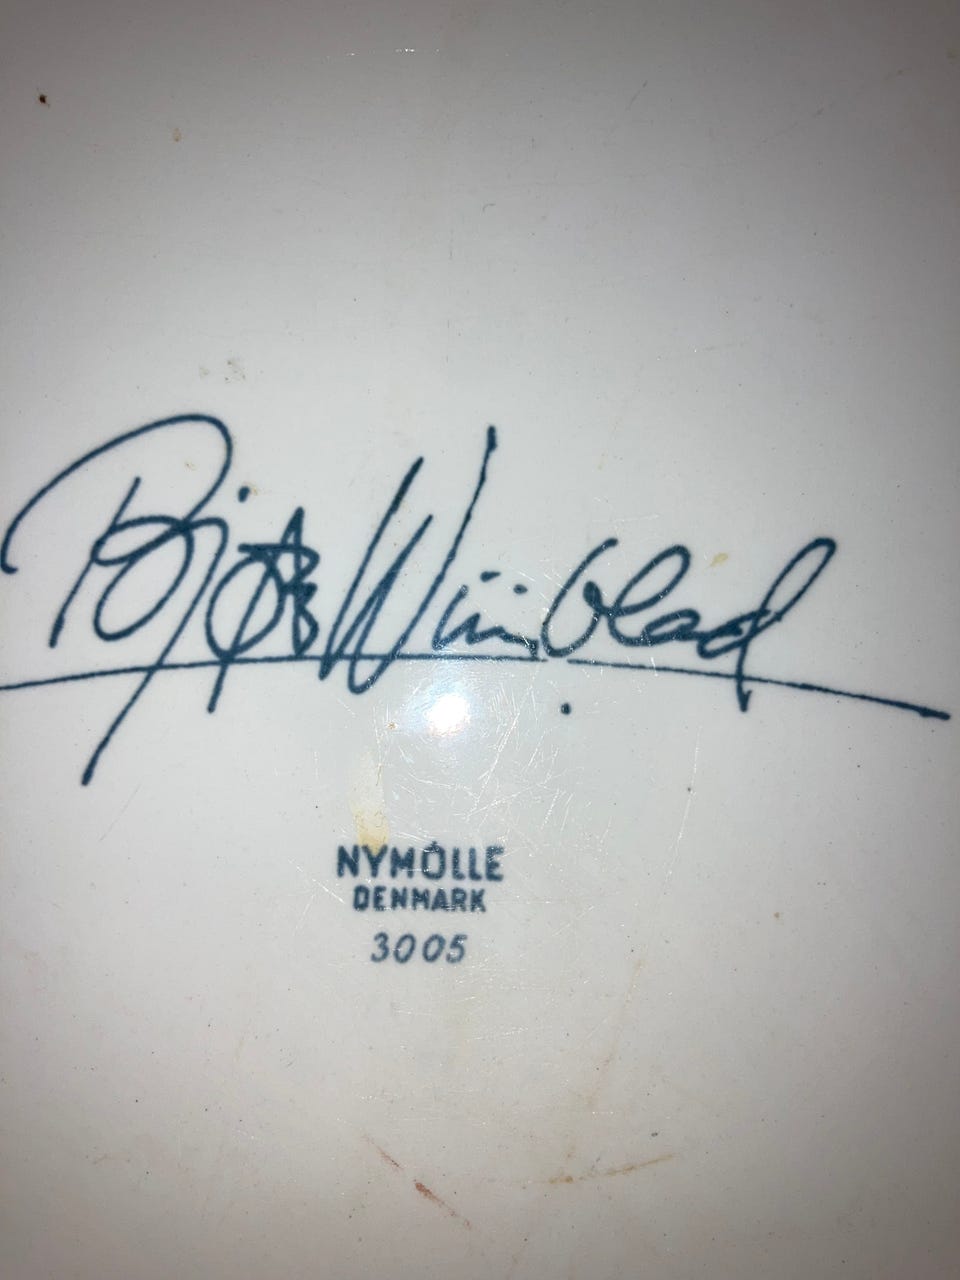 Bjørn Wiinblad
NYMÖLLE
DENMARK
3005